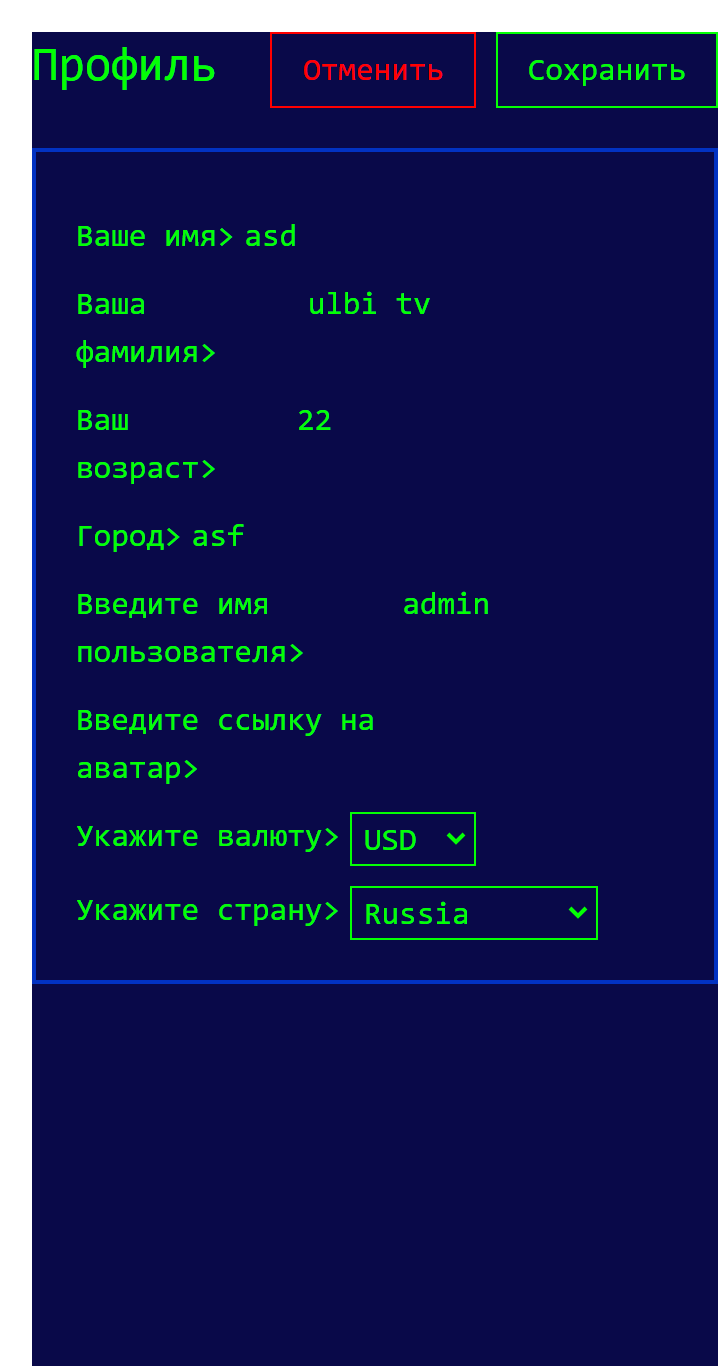 Профиль Отменить Сохранить
Ваше имя> asd
Ваша ulbi tv
фамилия>
Ваш 22
возраст>
Город> asf
Введите имя admin
пользователя>
Введите ссылку на
аватар>
Укажите валюту> USD
Укажите страну> Russia